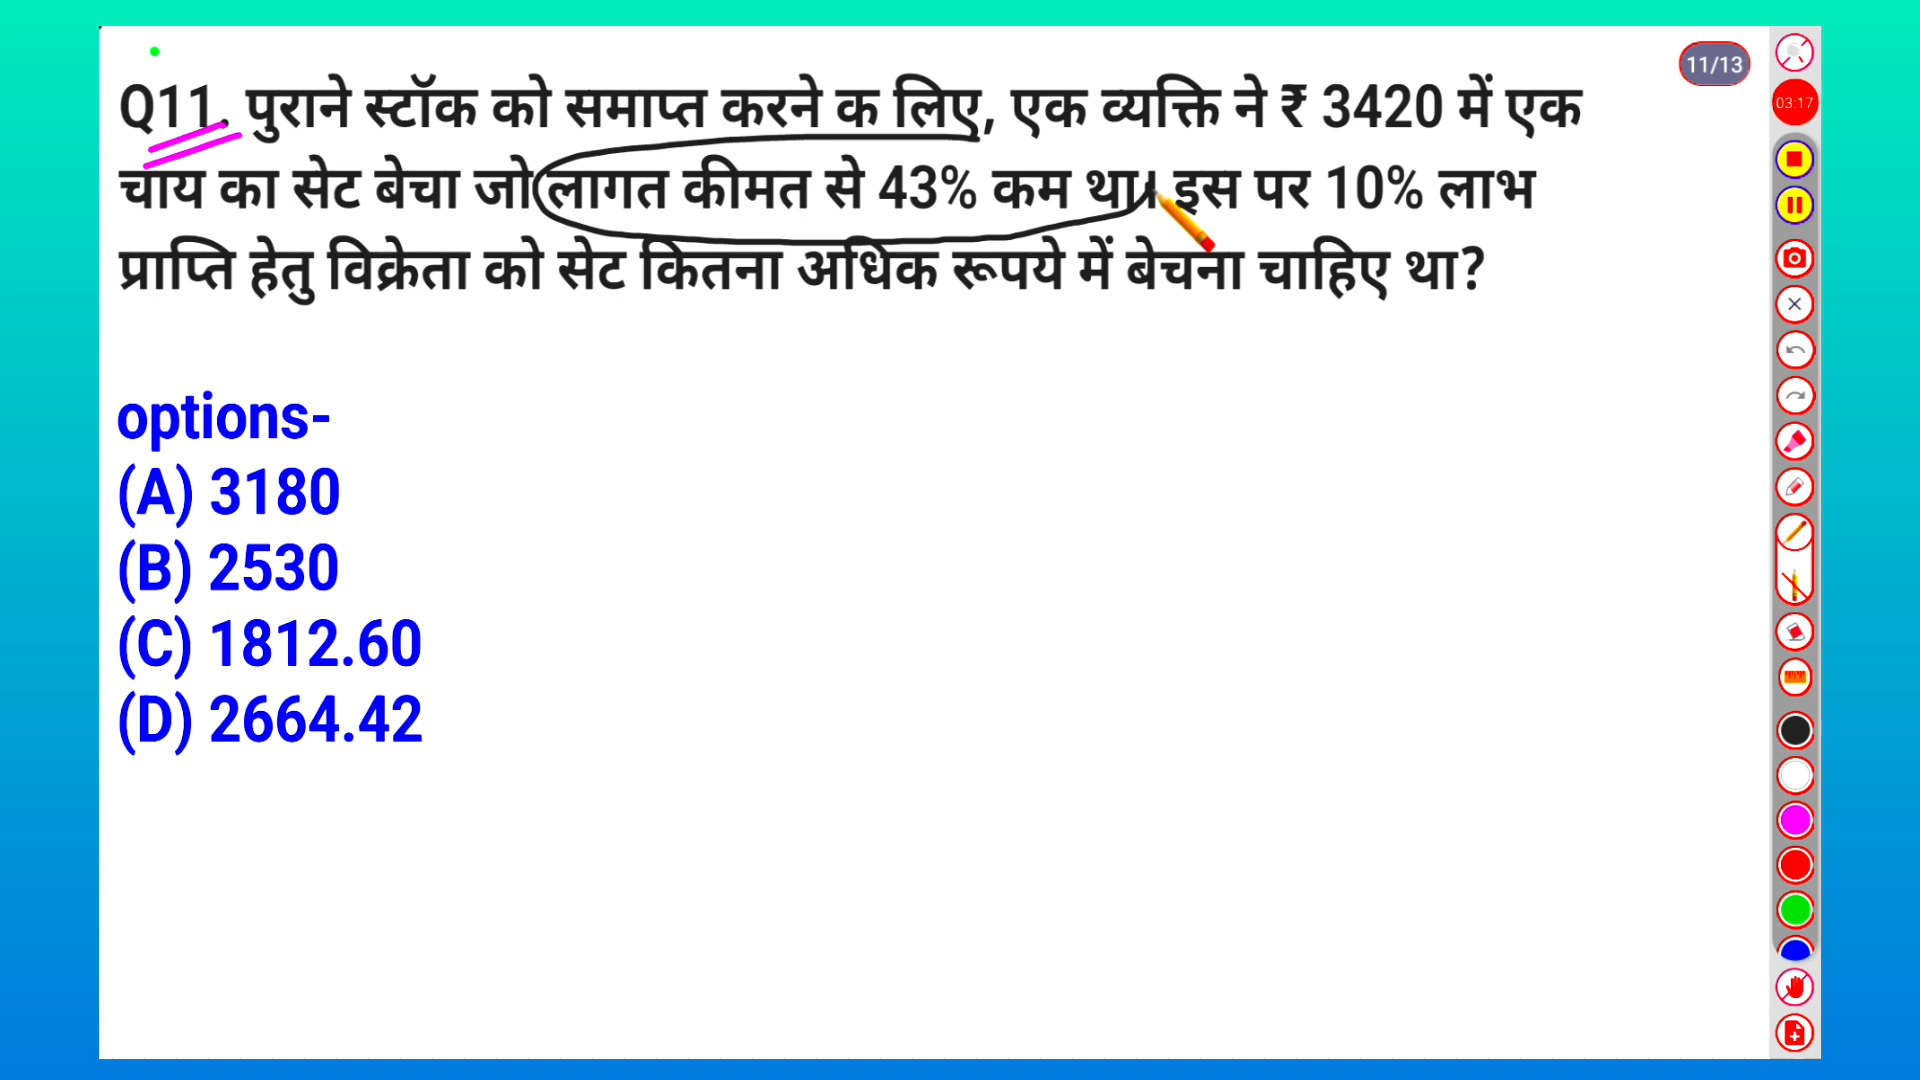 11/13
03:17
Q11. पुराने स्टॉक को समाप्त करने क लिए, एक व्यक्ति ने ₹ 3420 में एक
चाय का सेट बेचा जो लागत कीमत से 43% कम था। इस पर 10% लाभ
प्राप्ति हेतु विक्रेता को सेट कितना अधिक रूपये में बेचना चाहिए था?
options-
(A) 3180
(B) 2530
(C) 1812.60
(D) 2664.42